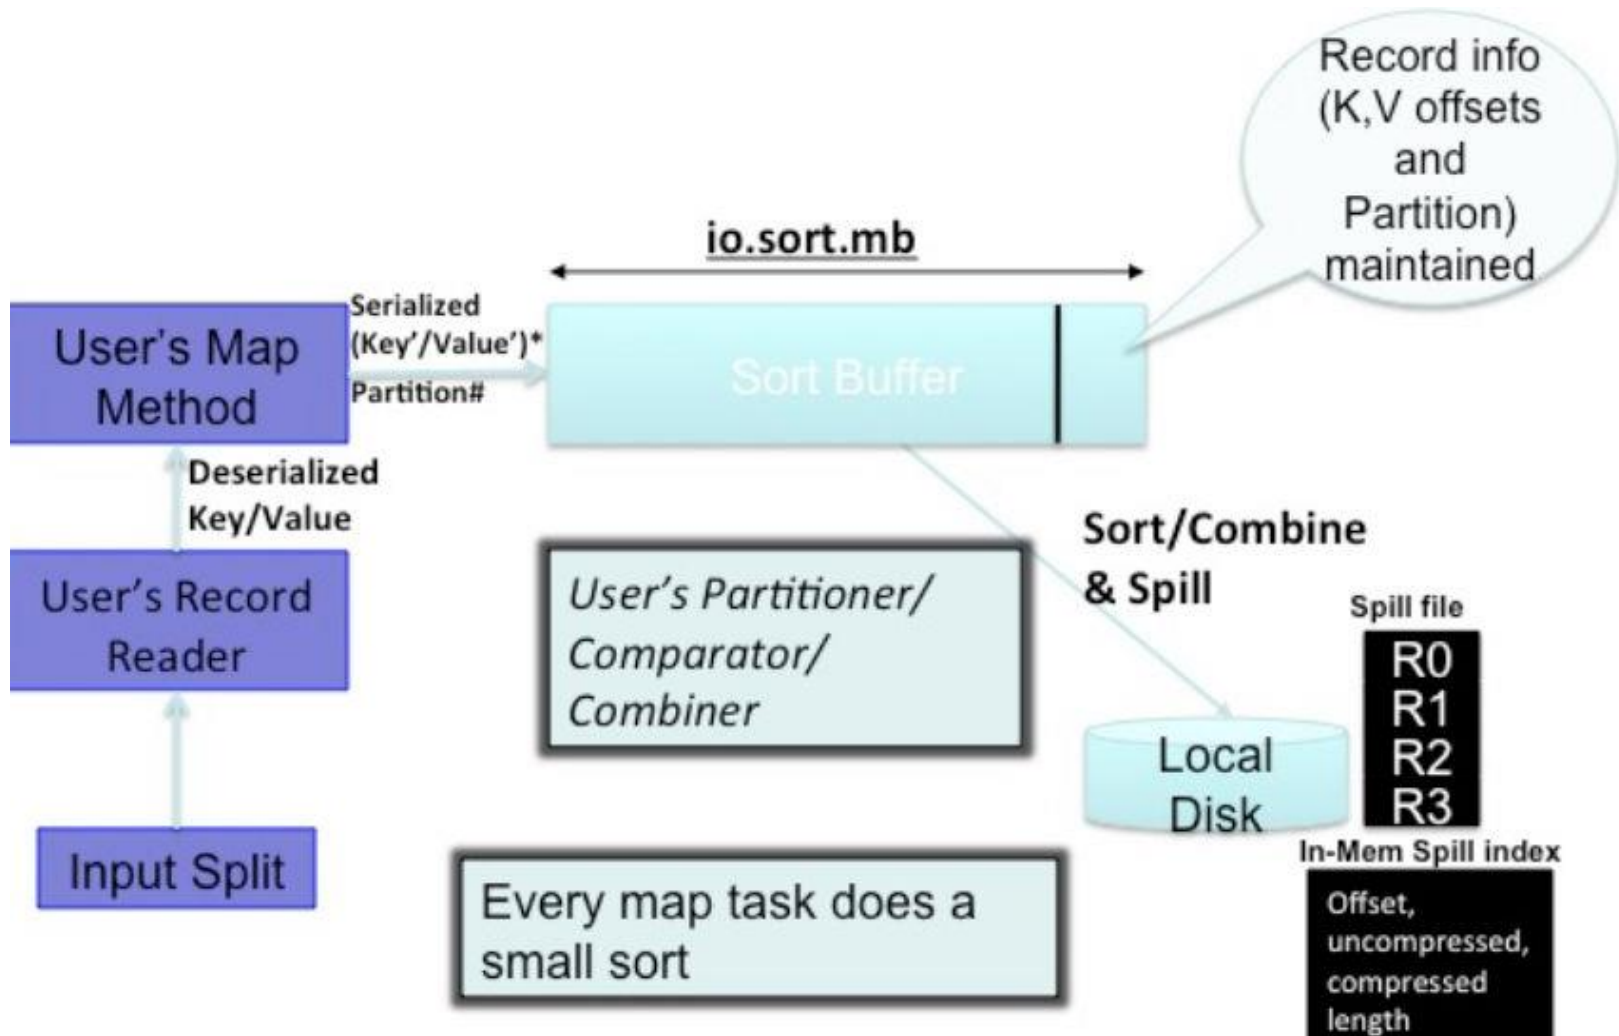 Record info
(K,V offsets
and
Partition)
maintained
io.sort.mb
User's Map
Method
Serialized
(Key'/Value')*
Partition#
Sort Buffer
Deserialized
Key/Value
User's Record
Reader
Input Split
User's Partitioner/
Comparator/
Combiner
Sort/Combine
& Spill
Spill file
R0
R1
R2
R3
Local
Disk
In-Mem Spill index
Offset,
uncompressed,
compressed
length
Every map task does a
small sort